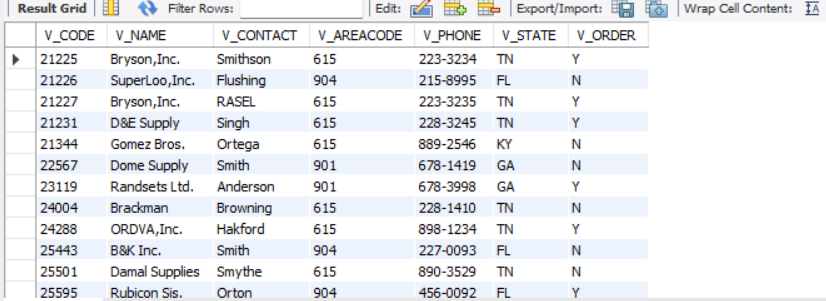 Result Grid Filter Rows: Edit: Export/Import: Wrap Cell Content: IA
V_CODE V_NAME V_CONTACT V_AREACODE V_PHONE V_STATE V_ORDER
21225 Bryson,Inc. Smithson 615 223-3234 TN Y
21226 SuperLoo,Inc. Flushing 904 215-8995 FL N
21227 Bryson,Inc. RASEL 615 223-3235 TN Y
21231 D&E Supply Singh 615 228-3245 TN Y
21344 Gomez Bros. Ortega 615 889-2546 KY N
22567 Dome Supply Smith 901 678-1419 GA N
23119 Randsets Ltd. Anderson 901 678-3998 GA Y
24004 Brackman Browning 615 228-1410 TN N
24288 ORDVA,Inc. Hakford 615 898-1234 TN Y
25443 B&K Inc. Smith 904 227-0093 FL N
25501 Damal Supplies Smythe 615 890-3529 TN N
25595 Rubicon Sis. Orton 904 456-0092 FL Y